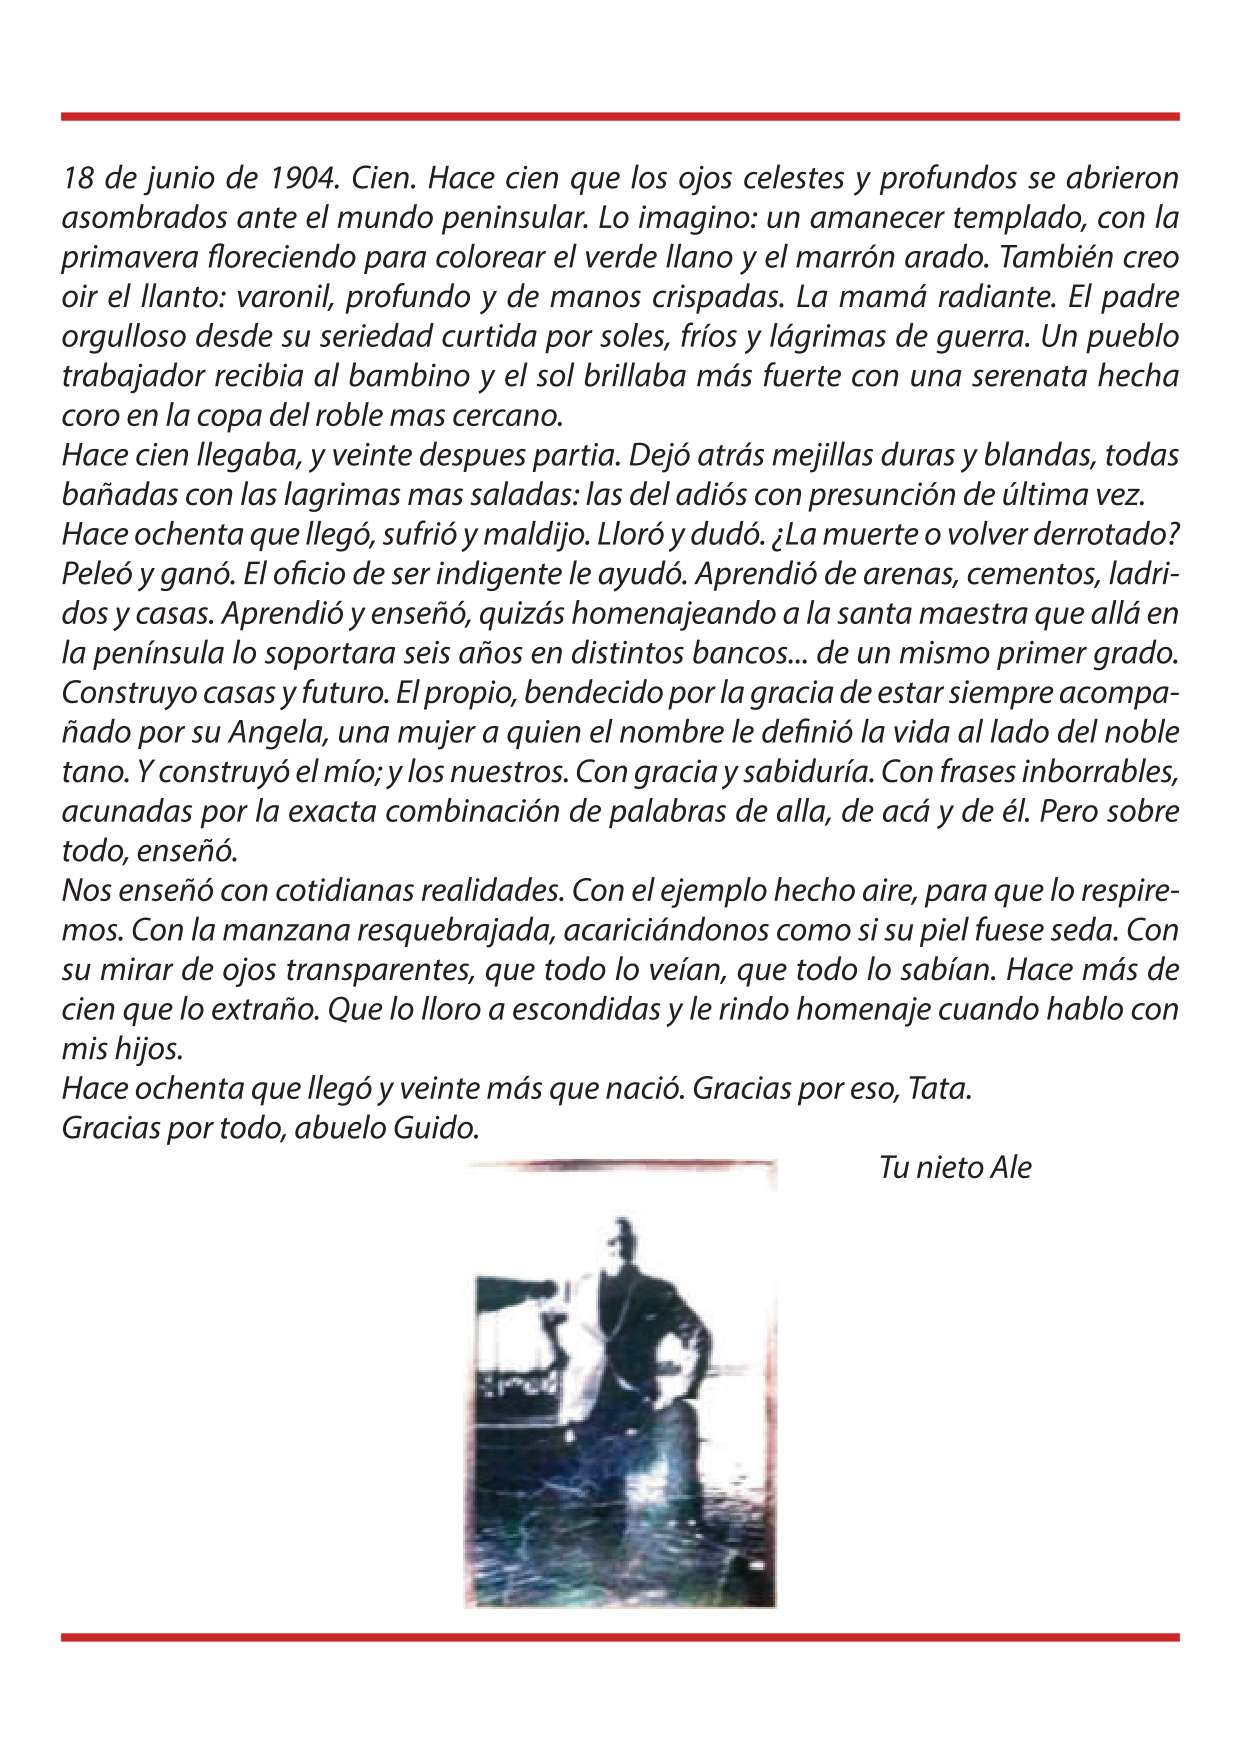 18 de junio de 1904. Cien. Hace cien que los ojos celestes y profundos se abrieron
asombrados ante el mundo peninsular. Lo imagino: un amanecer templado, con la
primavera floreciendo para colorear el verde llano y el marrón arado. También creo
oir el llanto: varonil, profundo y de manos crispadas. La mamá radiante. El padre
orgulloso desde su seriedad curtida por soles, fríos y lágrimas de guerra. Un pueblo
trabajador recibia al bambino y el sol brillaba más fuerte con una serenata hecha
coro en la copa del roble mas cercano.
Hace cien llegaba, y veinte despues partia. Dejó atrás mejillas duras y blandas, todas
bañadas con las lagrimas mas saladas: las del adiós con presunción de última vez.
Hace ochenta que llegó, sufrió y maldijo. Lloró y dudó. ¿La muerte o volver derrotado?
Peleó y ganó. El oficio de ser indigente le ayudó. Aprendió de arenas, cementos, ladri-
dos y casas. Aprendió y enseñó, quizás homenajeando a la santa maestra que allá en
la península lo soportara seis años en distintos bancos... de un mismo primer grado.
Construyo casas y futuro. El propio, bendecido por la gracia de estar siempre acompa-
ñado por su Angela, una mujer a quien el nombre le definió la vida al lado del noble
tano. Y construyó el mío; y los nuestros. Con gracia y sabiduría. Con frases inborrables,
acunadas por la exacta combinación de palabras de alla, de acá y de él. Pero sobre
todo, enseñó.
Nos enseñó con cotidianas realidades. Con el ejemplo hecho aire, para que lo respire-
mos. Con la manzana resquebrajada, acariciándonos como si su piel fuese seda. Con
su mirar de ojos transparentes, que todo lo veían, que todo lo sabían. Hace más de
cien que lo extraño. Que lo lloro a escondidas y le rindo homenaje cuando hablo con
mis hijos.
Hace ochenta que llegó y veinte más que nació. Gracias por eso, Tata.
Gracias por todo, abuelo Guido.
Tu nieto Ale